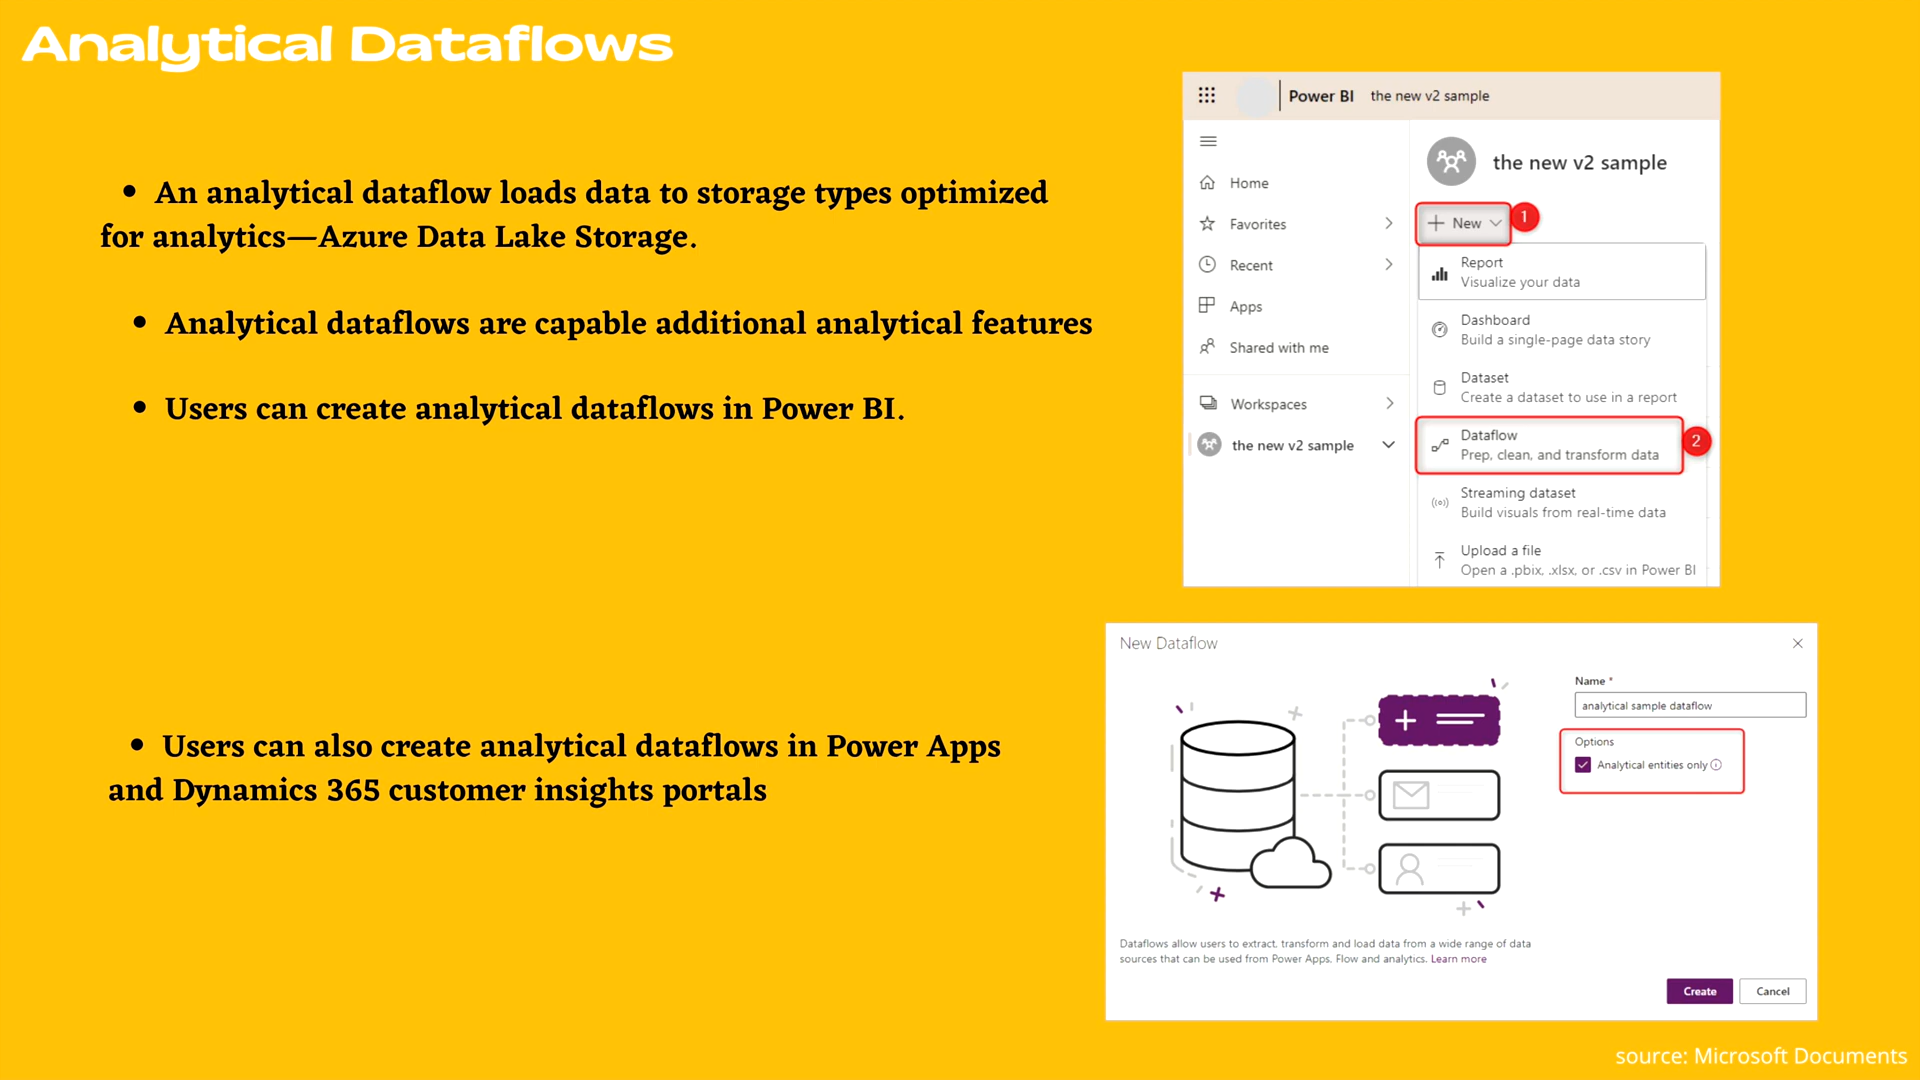 Analytical Dataflows
• An analytical dataflow loads data to storage types optimized
for analytics—Azure Data Lake Storage.
• Analytical dataflows are capable additional analytical features
• Users can create analytical dataflows in Power BI.
• Users can also create analytical dataflows in Power Apps
and Dynamics 365 customer insights portals
Power BI the new v2 sample
Home
Favorites
Recent
Apps
Shared with me
Workspaces
the new v2 sample
the new v2 sample
New 1
Report
Visualize your data
Dashboard
Build a single-page data story
Dataset
Create a dataset to use in a report
Dataflow
Prep, clean, and transform data
2
Streaming dataset
Build visuals from real-time data
Upload a file
Open a .pbix, .xlsx, or .csv in Power BI
New Dataflow
Name *
analytical sample dataflow
Options
Analytical entities only
Dataflows allow users to extract, transform and load data from a wide range of data
sources that can be used from Power Apps, Flow and analytics. Learn more
Create Cancel
source: Microsoft Documents